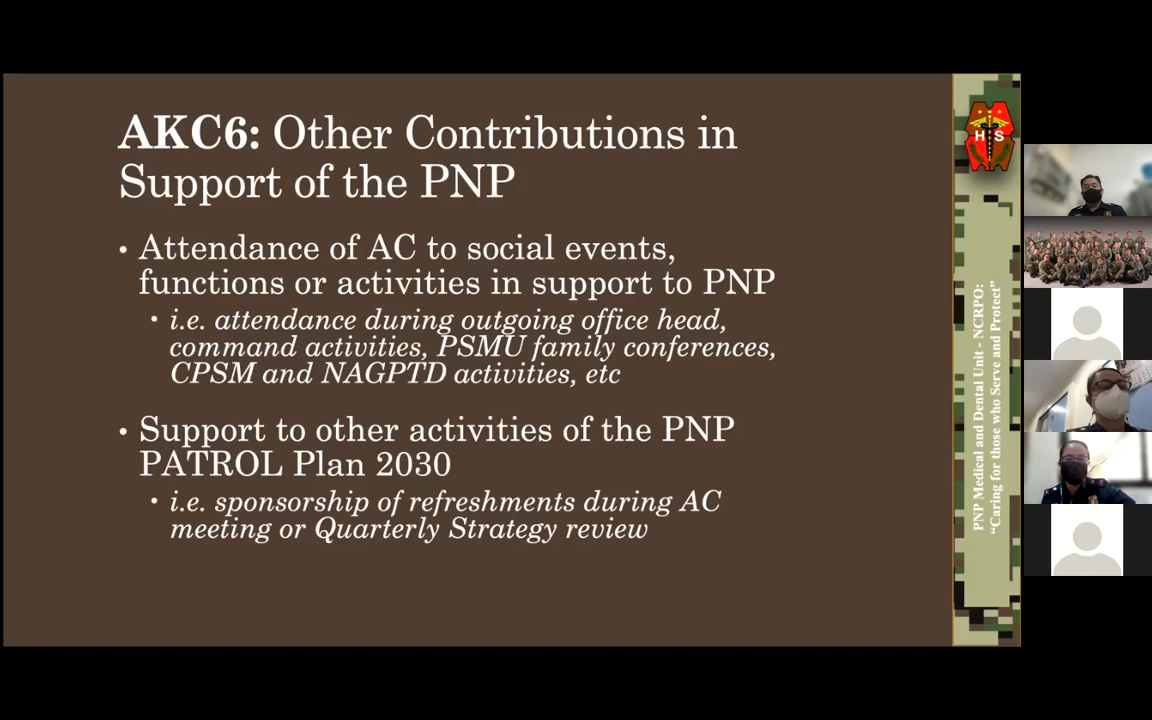 AKC6: Other Contributions in
Support of the PNP
• Attendance of AC to social events,
functions or activities in support to PNP
• i.e. attendance during outgoing office head,
command activities, PSMU family conferences,
CPSM and NAGPTD activities, etc
• Support to other activities of the PNP
PATROL Plan 2030
• i.e. sponsorship of refreshments during AC
meeting or Quarterly Strategy review
H S
PNP Medical and Dental Unit - NCRPO:
“Caring for those who Serve and Protect”